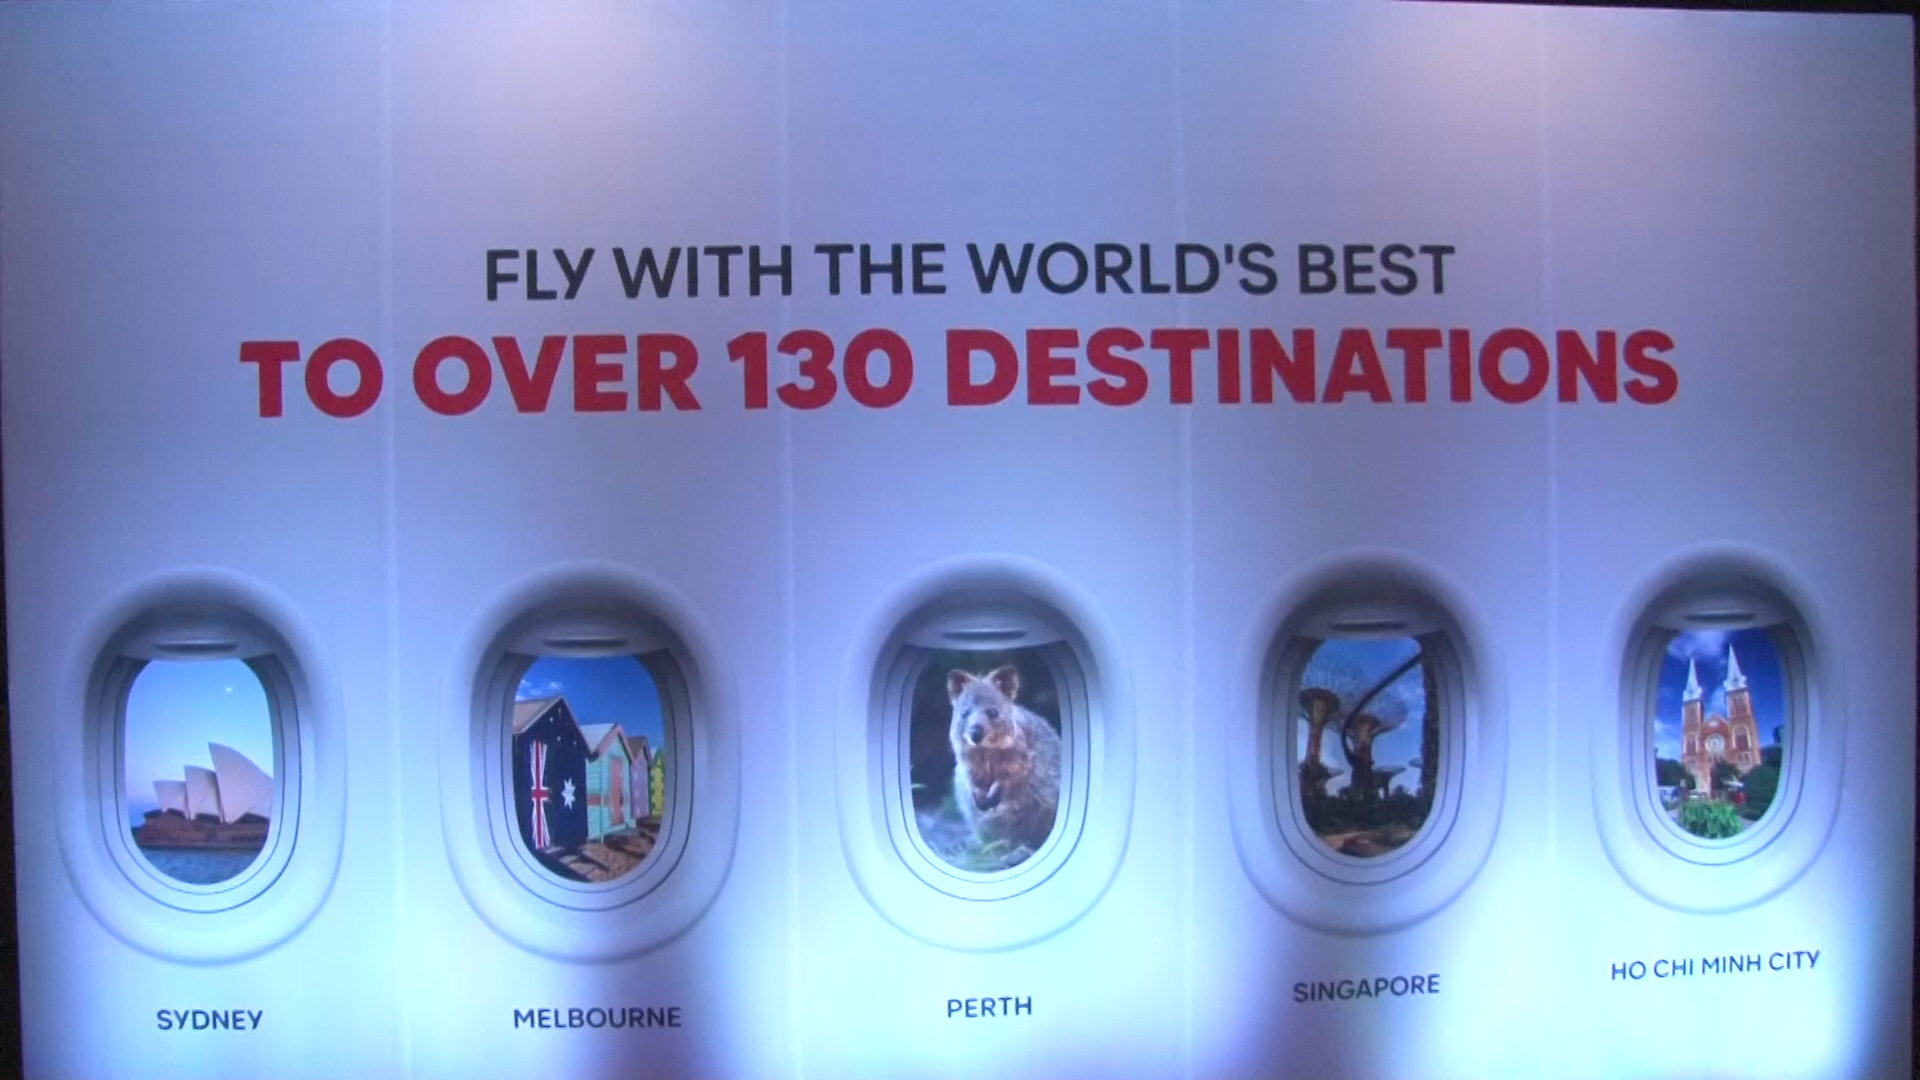 FLY WITH THE WORLD'S BEST
TO OVER 130 DESTINATIONS
SYDNEY
MELBOURNE
PERTH
SINGAPORE
HO CHI MINH CITY